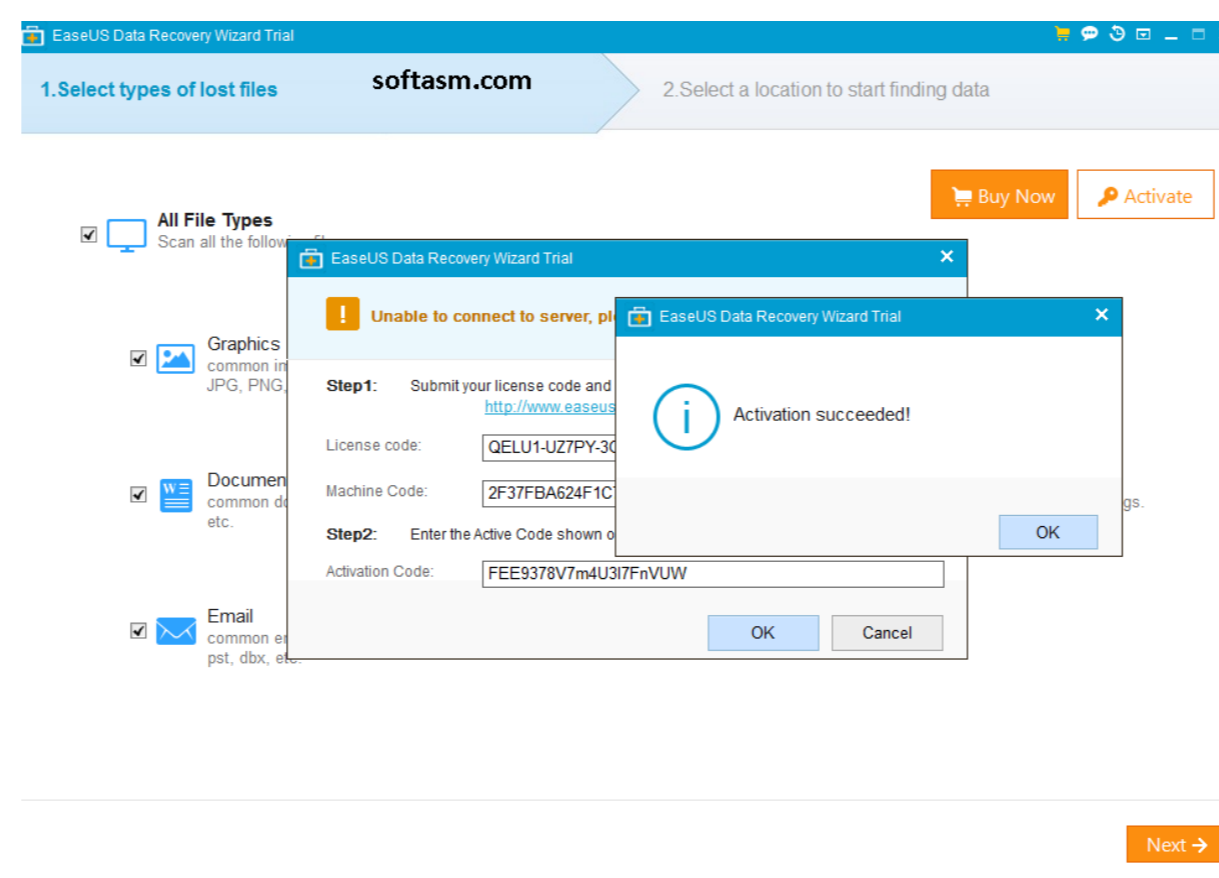 EaseUS Data Recovery Wizard Trial
1.Select types of lost files
softasm.com
2.Select a location to start finding data
Buy Now
Activate
All File Types
Scan all the
EaseUS Data Recovery Wizard Trial
Unable to connect to server,
EaseUS Data Recovery Wizard Trial
Activation succeeded!
OK
Graphics
common
JPG, PNG,
Step1: Submit your license code and
http://www.easeus
License code: QELU1-UZ7PY-
common
etc.
Machine Code: 2F37FBA624F1C
Step2: Enter the Active Code shown
Activation Code: FEE9378V7m4U3I7FnVUW
OK
Cancel
Email
common
pst, dbx, etc.
Next